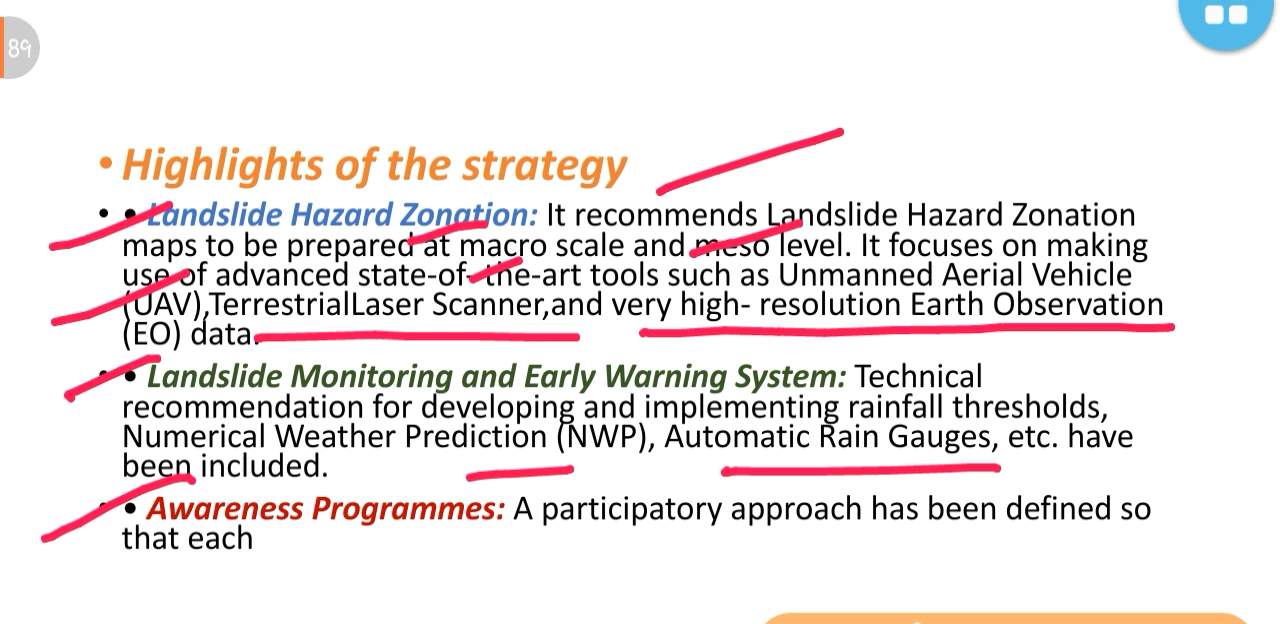 89
• Highlights of the strategy
• • Landslide Hazard Zonation: It recommends Landslide Hazard Zonation
maps to be prepared at macro scale and meso level. It focuses on making
use of advanced state-of- the-art tools such as Unmanned Aerial Vehicle
(UAV),TerrestrialLaser Scanner,and very high- resolution Earth Observation
(EO) data.
• • Landslide Monitoring and Early Warning System: Technical
recommendation for developing and implementing rainfall thresholds,
Numerical Weather Prediction (NWP), Automatic Rain Gauges, etc. have
been included.
• • Awareness Programmes: A participatory approach has been defined so
that each